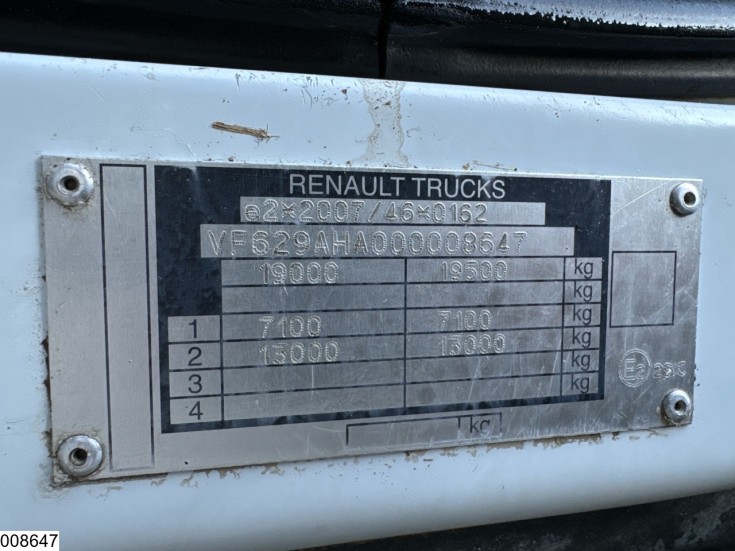 RENAULT TRUCKS
e2*2007/46*0162
VF629AHA000008647
19000 19500 kg
kg
1 7100 7100 kg
2 13000 13000 kg
3 kg
4
kg
E2
008647